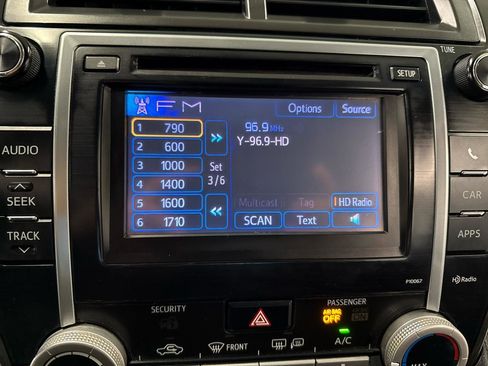 TUNE
SETUP
FM
Options
Source
1 790
96.9 MHz
2 600
Y-96.9-HD
3 1000
Set
3/6
4 1400
5 1600
6 1710
Multicast
Tag
HD Radio
SCAN
Text
AUDIO
SEEK
TRACK
CAR
APPS
P10067
HD Radio
SECURITY
PASSENGER
AIR BAG
OFF
ON
FRONT
A/C